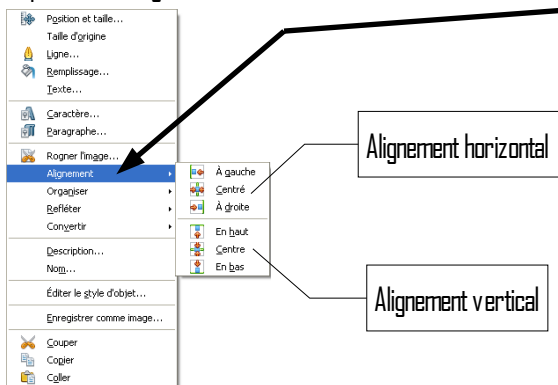 Position et taille...
Taille d'origine
Ligne...
Remplissage...
Texte...
Caractère...
Paragraphe...
Rogner l'image...
Alignement
Organiser
Refléter
Convertir
Description...
Nom...
Éditer le style d'objet...
Enregistrer comme image...
Couper
Copier
Coller
À gauche
Centré
À droite
En haut
Centre
En bas
Alignement horizontal
Alignement vertical